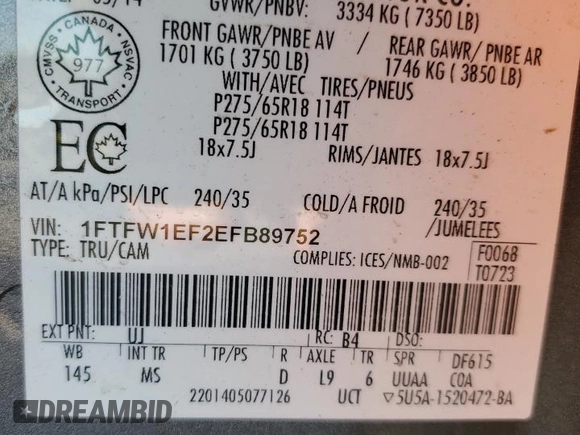 GVWR/PNBV: 3334 KG ( 7350 LB)
FRONT GAWR/PNBE AV / REAR GAWR/ PNBE AR
1701 KG ( 3750 LB) 1746 KG ( 3850 LB)
WITH/AVEC TIRES/PNEUS
P275/65R18 114T
P275/65R18 114T
18x7.5J RIMS/JANTES 18x7.5J
CANADA
CMVSS NSVAC
977
TRANSPORT
EC
AT/A kPa/PSI/LPC 240/35 COLD/A FROID 240/35
/JUMELEES
VIN: 1FTFW1EF2EFB89752
TYPE: TRU/CAM COMPLIES: ICES/NMB-002
F0068
T0723
EXT PNT: UJ RC: B4 DSO:
WB INT TR TP/PS R AXLE TR SPR DF615
145 MS D L9 6 UUAA C0A
2201405077126 UCT ▽5U5A-1520472-BA
DREAMBID